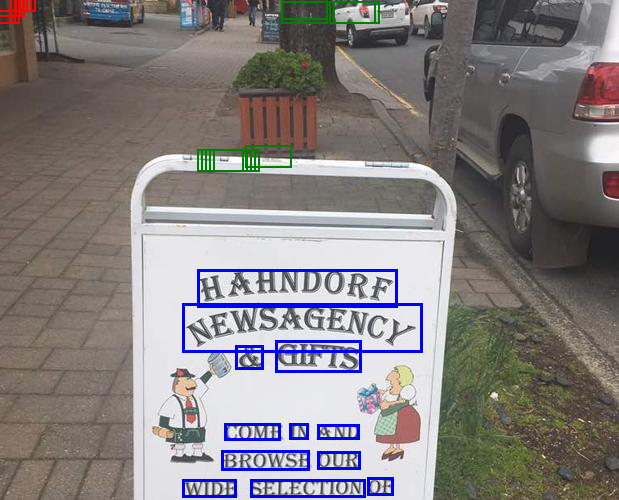 HAHNDORF
NEWSAGENCY
& GIFTS
COME IN AND
BROWSE OUR
WIDE SELECTION OF